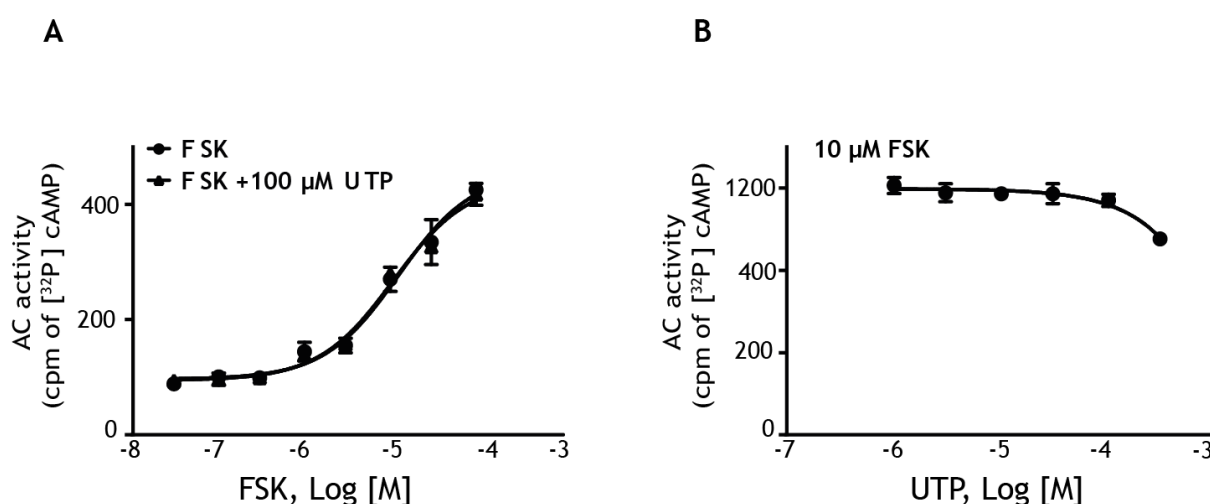 A
B
F SK
F SK +100 µM U TP
AC activity
(cpm of [³²P ] cAMP)
400
200
0
-8
-7
-6
-5
-4
-3
FSK, Log [M]
10 µM FSK
AC activity
(cpm of [³²P ] cAMP)
1200
400
200
0
-7
-6
-5
-4
-3
UTP, Log [M]